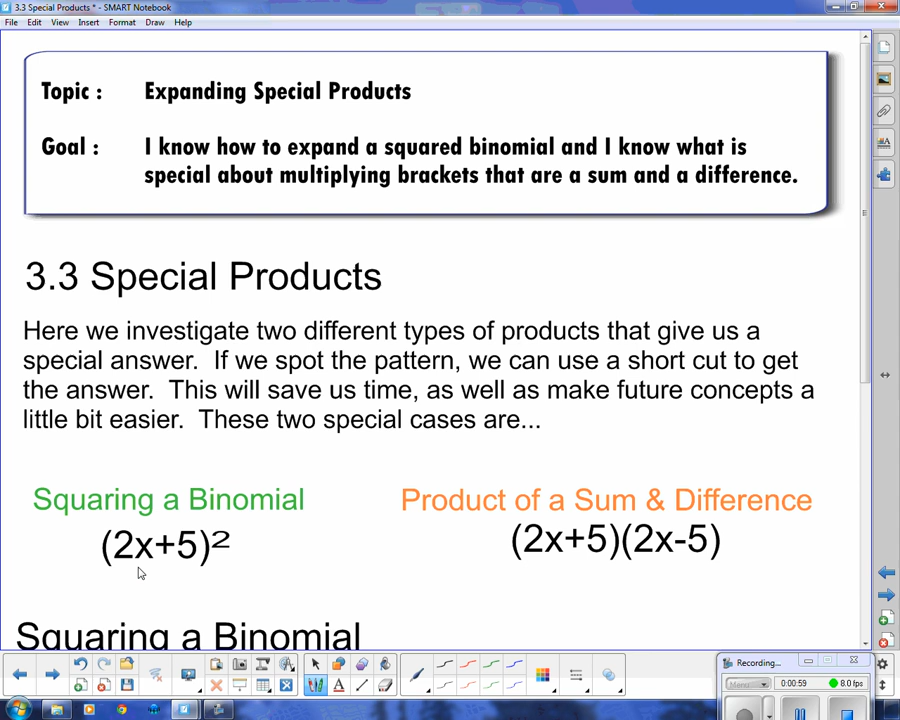 3.3 Special Products * - SMART Notebook
File Edit View Insert Format Draw Help
Topic : Expanding Special Products
Goal : I know how to expand a squared binomial and I know what is
special about multiplying brackets that are a sum and a difference.
3.3 Special Products
Here we investigate two different types of products that give us a
special answer. If we spot the pattern, we can use a short cut to get
the answer. This will save us time, as well as make future concepts a
little bit easier. These two special cases are...
Squaring a Binomial
(2x+5)²
Product of a Sum & Difference
(2x+5)(2x-5)
Squaring a Binomial
Recording...
Menu 0:00:59 8.0 fps